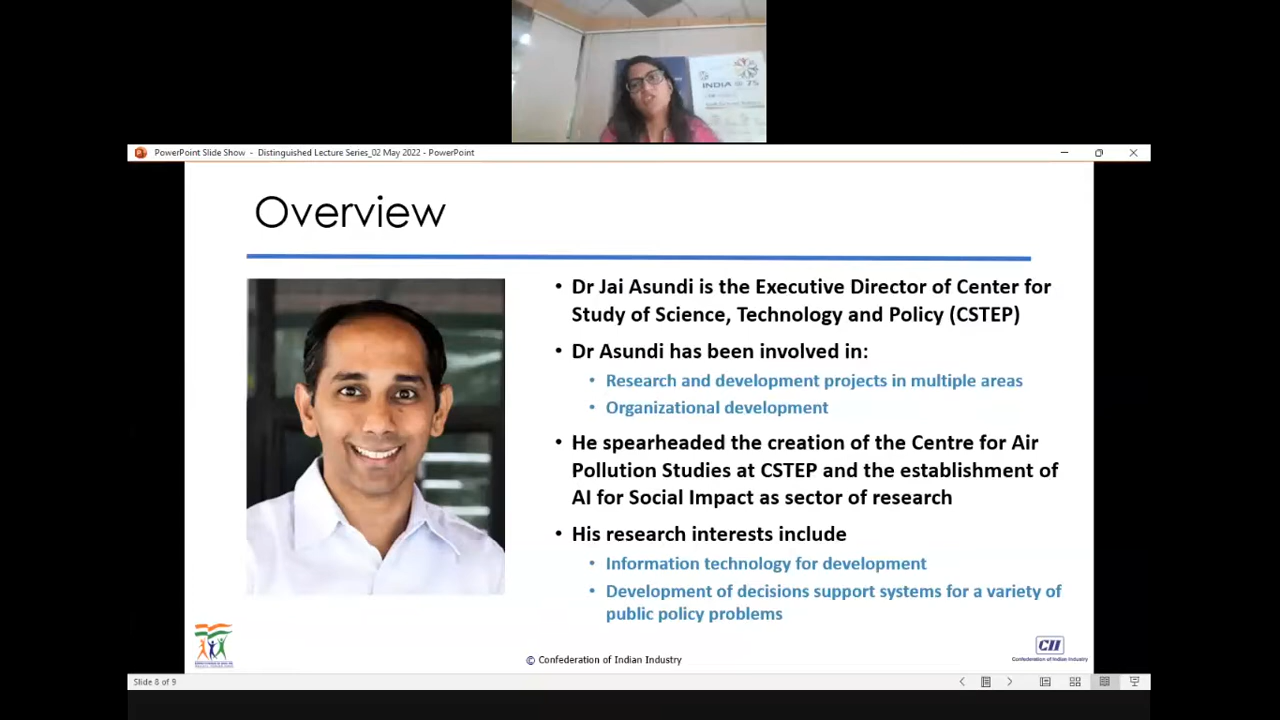 INDIA @ 75
PowerPoint Slide Show - Distinguished Lecture Series_02 May 2022 - PowerPoint
Overview
• Dr Jai Asundi is the Executive Director of Center for
Study of Science, Technology and Policy (CSTEP)
• Dr Asundi has been involved in:
• Research and development projects in multiple areas
• Organizational development
• He spearheaded the creation of the Centre for Air
Pollution Studies at CSTEP and the establishment of
AI for Social Impact as sector of research
• His research interests include
• Information technology for development
• Development of decisions support systems for a variety of
public policy problems
© Confederation of Indian Industry
CII
Confederation of Indian Industry
Slide 8 of 9